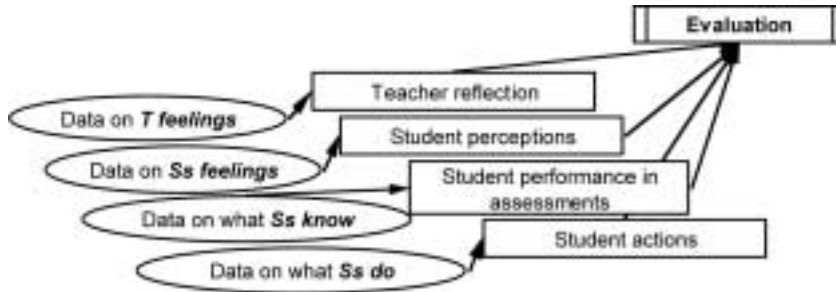 Evaluation
Teacher reflection
Data on T feelings
Student perceptions
Data on Ss feelings
Student performance in
assessments
Data on what Ss know
Student actions
Data on what Ss do